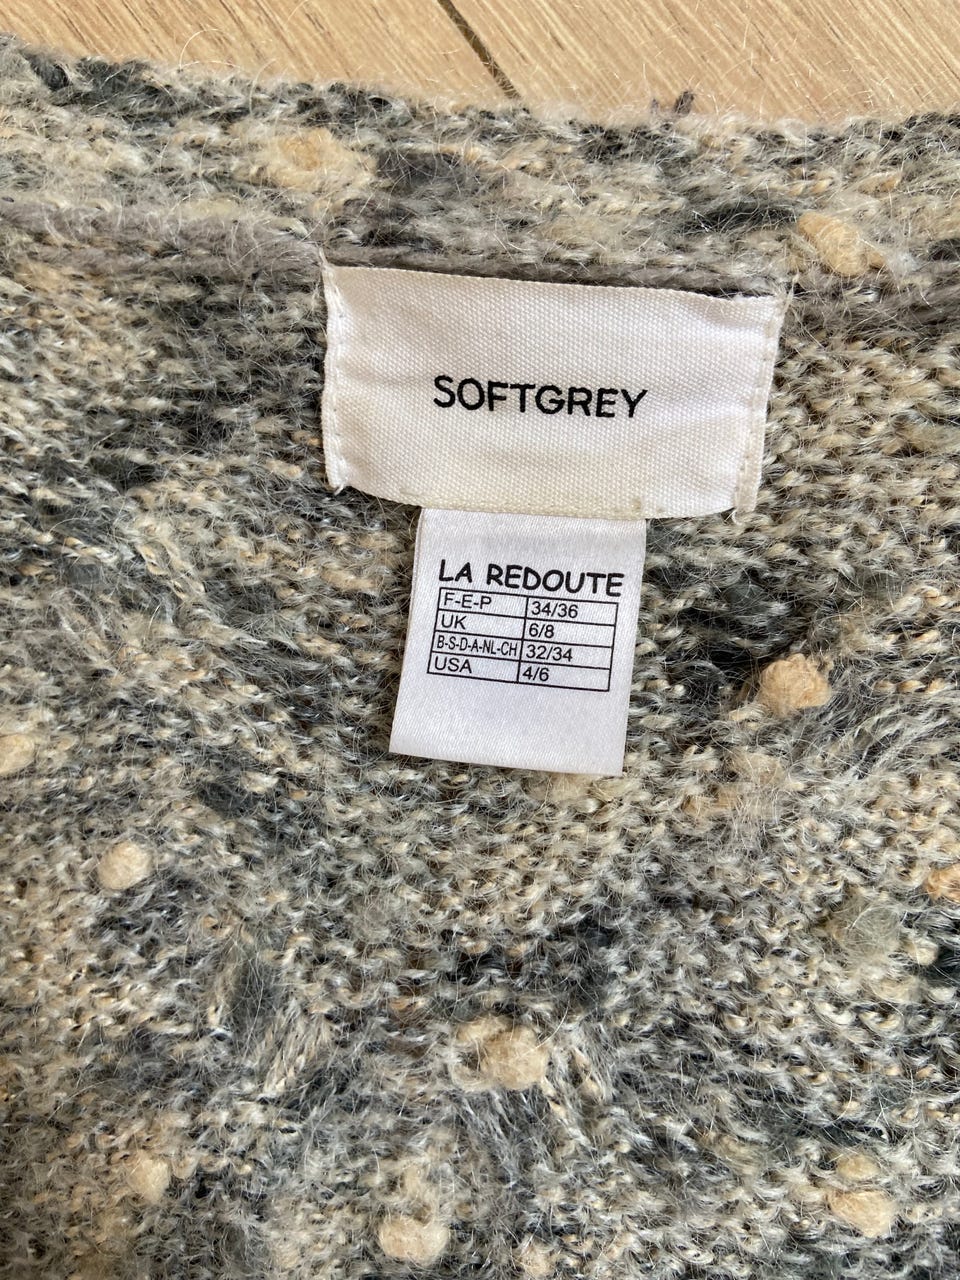 SOFTGREY
LA REDOUTE
F-E-P 34/36
UK 6/8
B-S-D-A-NL-CH 32/34
USA 4/6